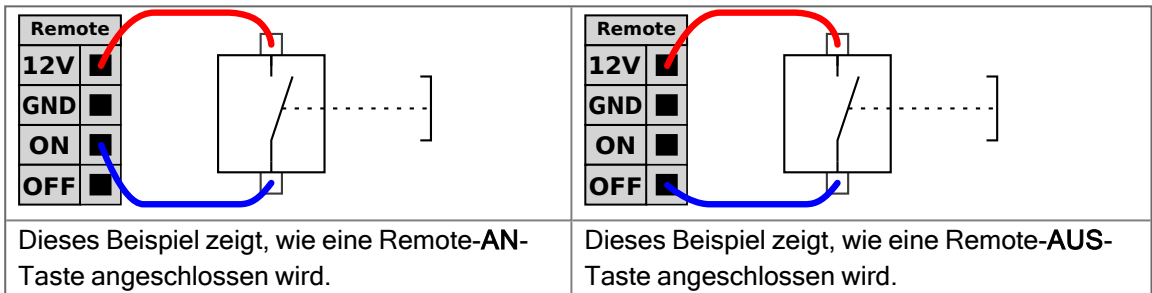 Remote
12V
GND
ON
OFF
Dieses Beispiel zeigt, wie eine Remote-AN-
Taste angeschlossen wird.
Remote
12V
GND
ON
OFF
Dieses Beispiel zeigt, wie eine Remote-AUS-
Taste angeschlossen wird.